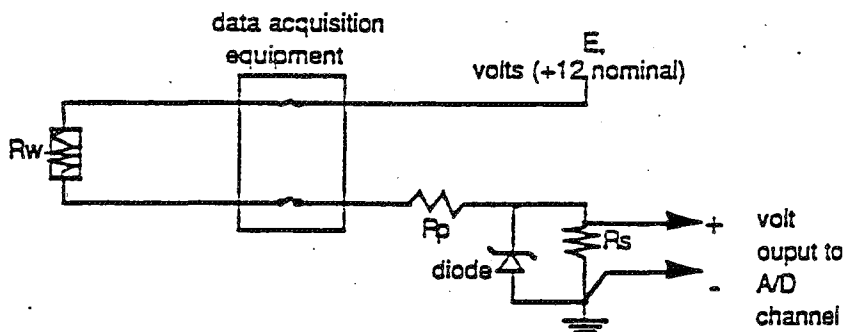 data acquisition
equipment
E,
volts (+12 nominal)
Rw
Rp
diode
Rs
+
-
volt
ouput to
A/D
channel